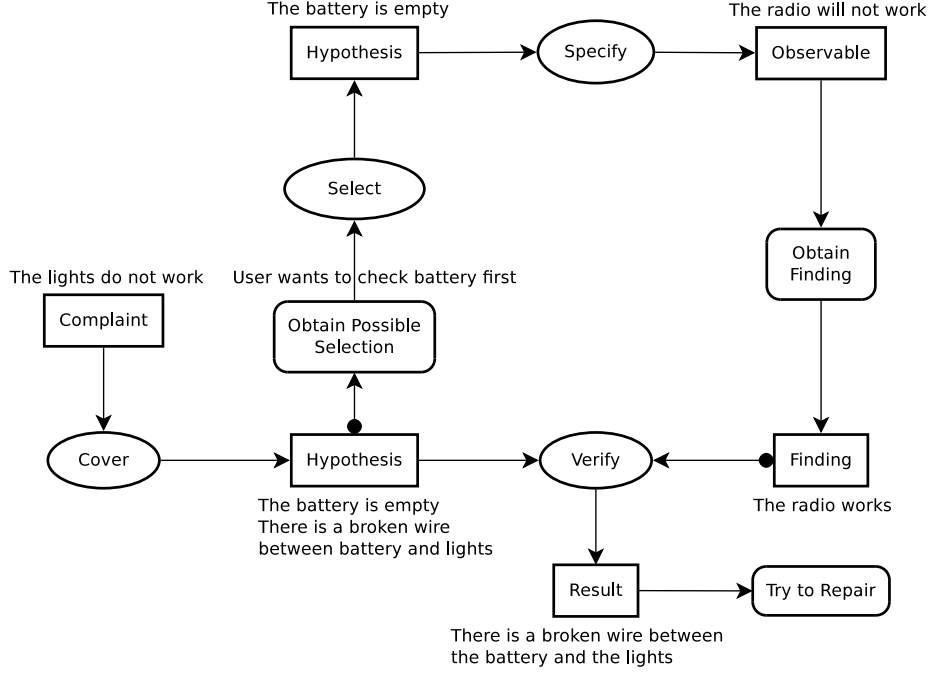 The battery is empty
Hypothesis
Specify
The radio will not work
Observable
Select
Obtain
Finding
The lights do not work
Complaint
User wants to check battery first
Obtain Possible
Selection
Cover
Hypothesis
Verify
Finding
The battery is empty
There is a broken wire
between battery and lights
The radio works
Result
Try to Repair
There is a broken wire between
the battery and the lights